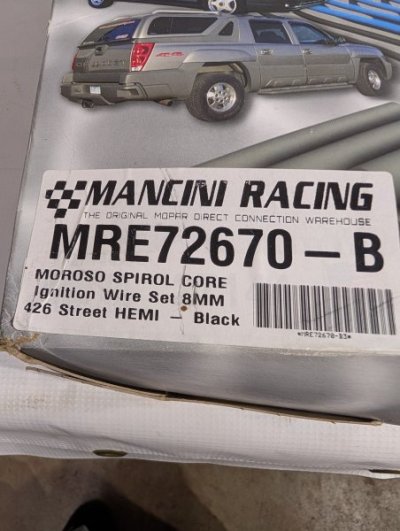 MANCINI RACING
THE ORIGINAL MOPAR DIRECT CONNECTION WAREHOUSE
MRE72670-B
MOROSO SPIROL CORE
Ignition Wire Set 8MM
426 Street HEMI - Black